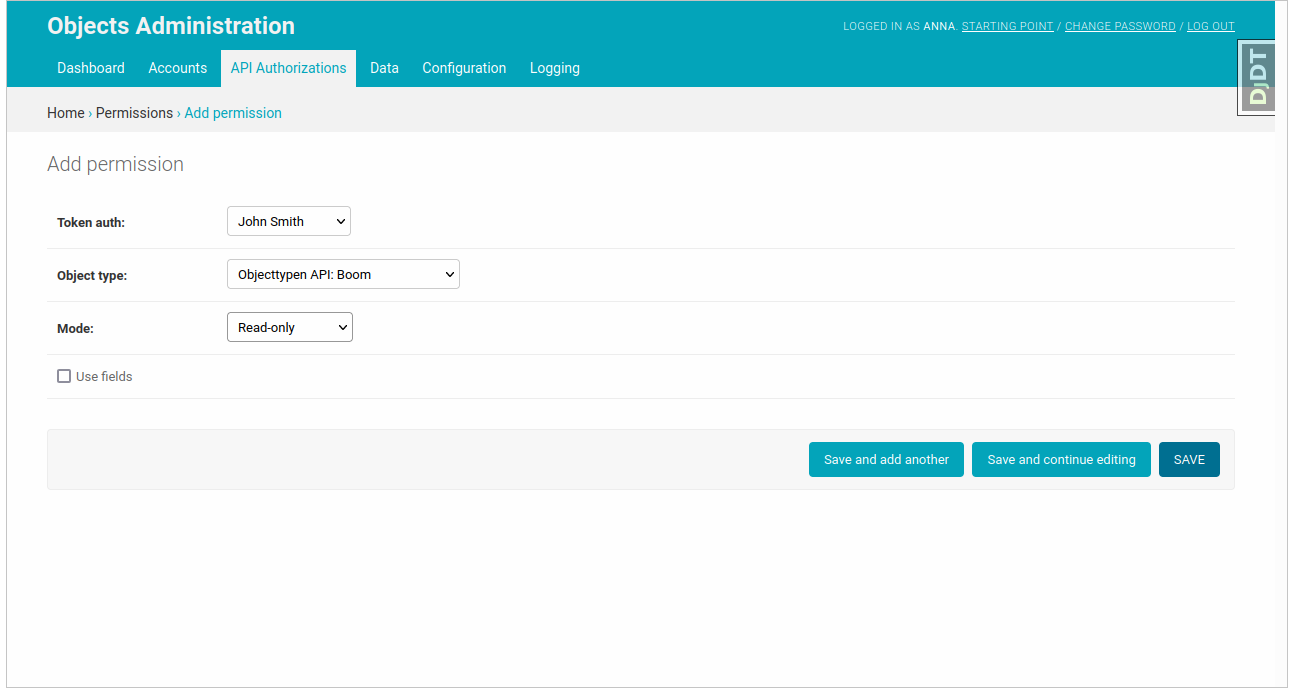 Objects Administration
LOGGED IN AS ANNA. STARTING POINT / CHANGE PASSWORD / LOG OUT
Dashboard Accounts API Authorizations Data Configuration Logging
DjDT
Home › Permissions › Add permission
Add permission
Token auth: John Smith
Object type: Objecttypen API: Boom
Mode: Read-only
Use fields
Save and add another Save and continue editing SAVE